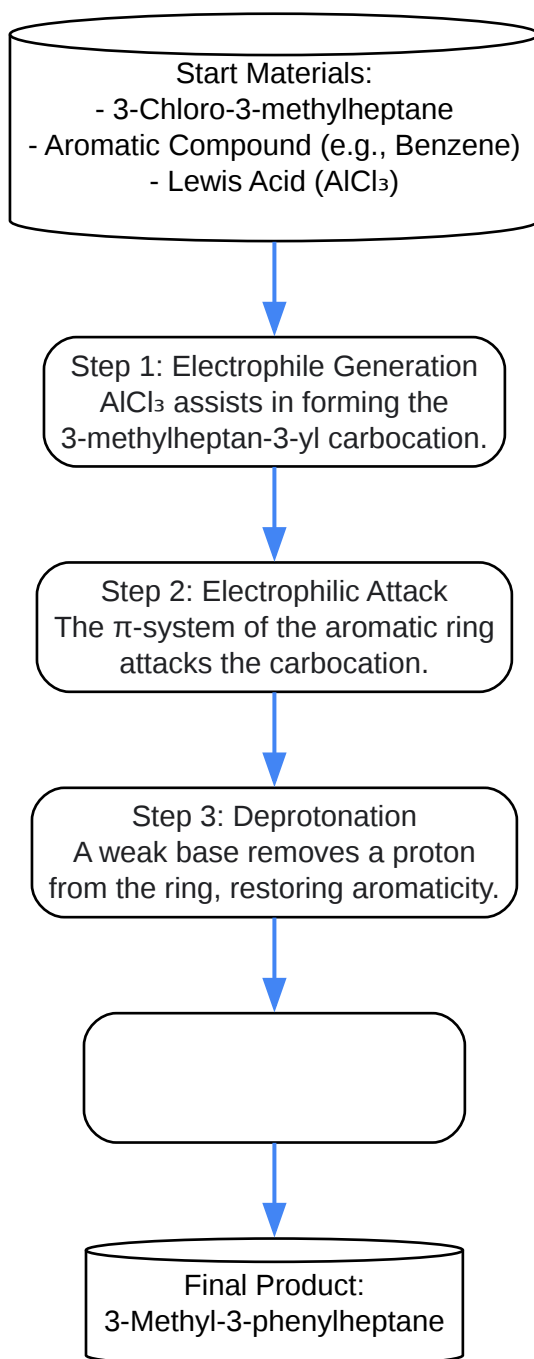 Start Materials:
- 3-Chloro-3-methylheptane
- Aromatic Compound (e.g., Benzene)
- Lewis Acid (AlCl₃)
Step 1: Electrophile Generation
AlCl₃ assists in forming the
3-methylheptan-3-yl carbocation.
Step 2: Electrophilic Attack
The π-system of the aromatic ring
attacks the carbocation.
Step 3: Deprotonation
A weak base removes a proton
from the ring, restoring aromaticity.
Final Product:
3-Methyl-3-phenylheptane